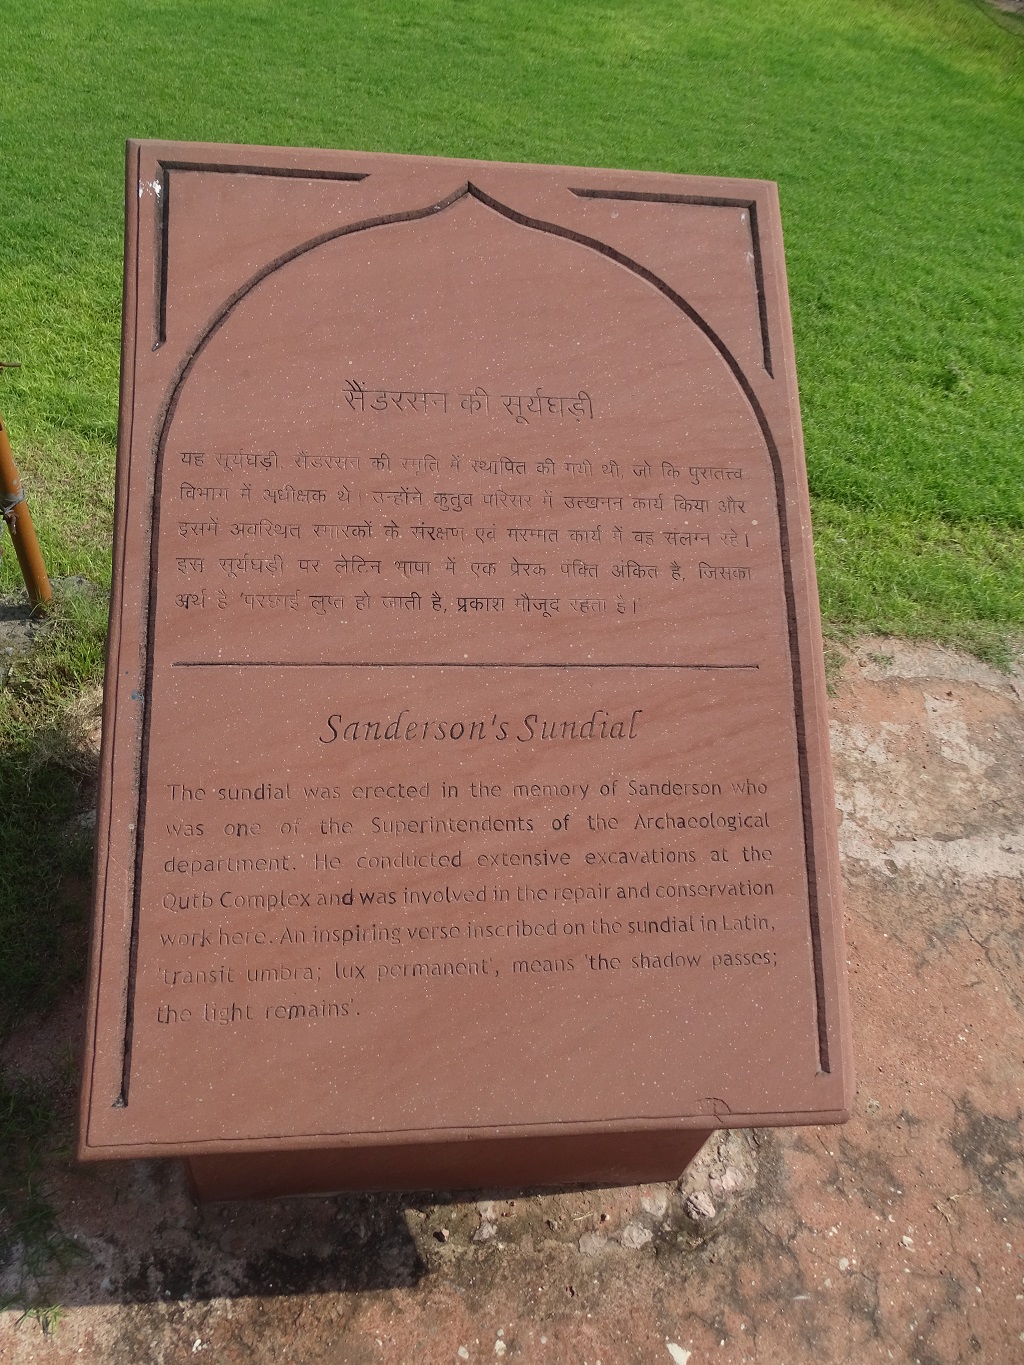 सैंडरसन की सूर्यघड़ी
यह सूर्यघड़ी, सैंडरसन की स्मृति में स्थापित की गयी थी, जो कि पुरातत्त्व
विभाग में अधीक्षक थे। उन्होंने कुतुब परिसर में उत्खनन कार्य किया और
इसमें अवस्थित स्मारकों के संरक्षण एवं मरम्मत कार्य में वह संलग्न रहे।
इस सूर्यघड़ी पर लेटिन भाषा में एक प्रेरक पंक्ति अंकित है, जिसका
अर्थ है 'परछाई लुप्त हो जाती है, प्रकाश मौजूद रहता है।'
Sanderson's Sundial
The sundial was erected in the memory of Sanderson who
was one of the Superintendents of the Archaeological
department. He conducted extensive excavations at the
Qutb Complex and was involved in the repair and conservation
work here. An inspiring verse inscribed on the sundial in Latin,
'transit umbra; lux permanent', means 'the shadow passes;
the light remains'.